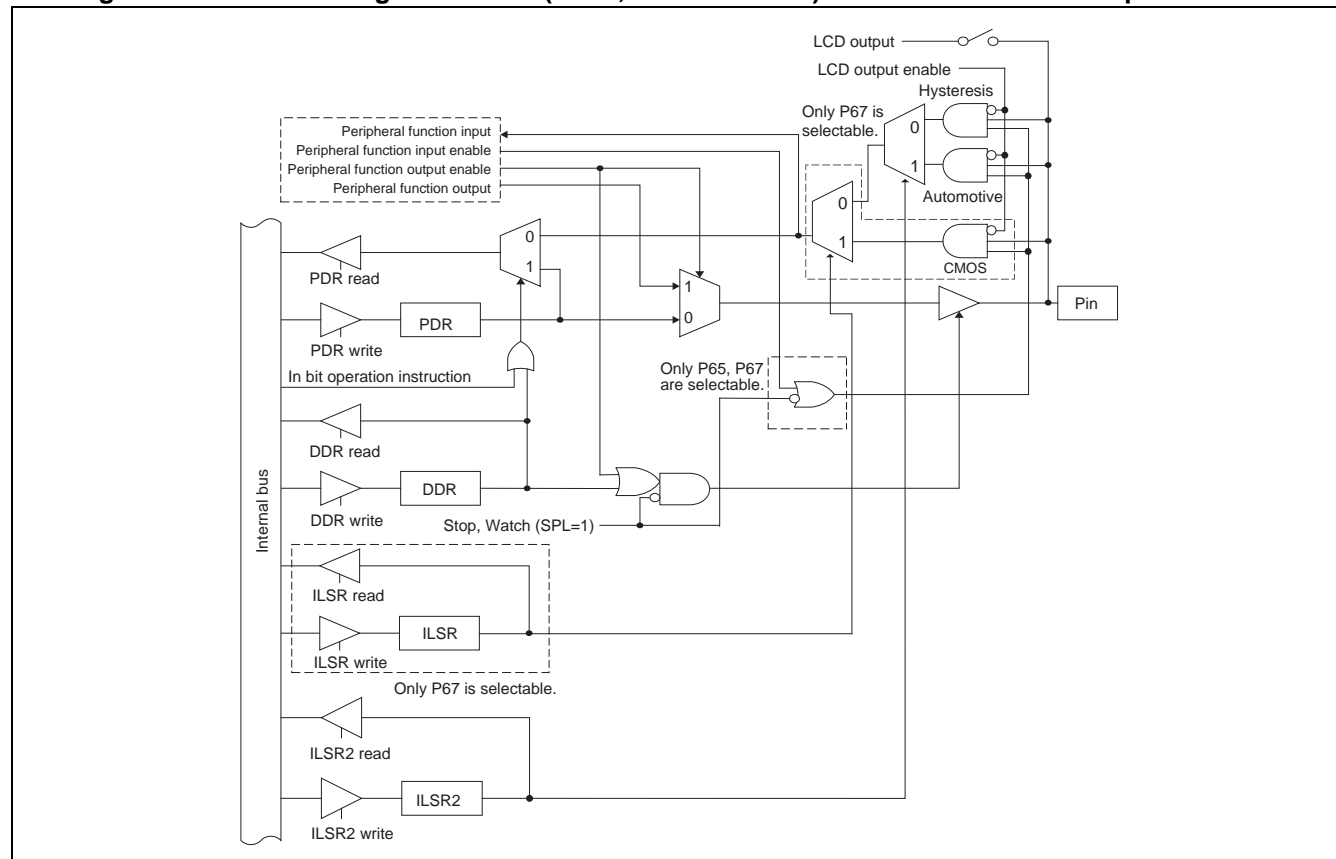 LCD output
LCD output enable
Hysteresis
Only P67 is
selectable.
0
1
Automotive
Peripheral function input
Peripheral function input enable
Peripheral function output enable
Peripheral function output
0
1
CMOS
0
1
PDR read
1
0
Pin
PDR
PDR write
In bit operation instruction
Only P65, P67
are selectable.
DDR read
DDR
DDR write
Stop, Watch (SPL=1)
Internal bus
ILSR read
ILSR
ILSR write
Only P67 is selectable.
ILSR2 read
ILSR2
ILSR2 write